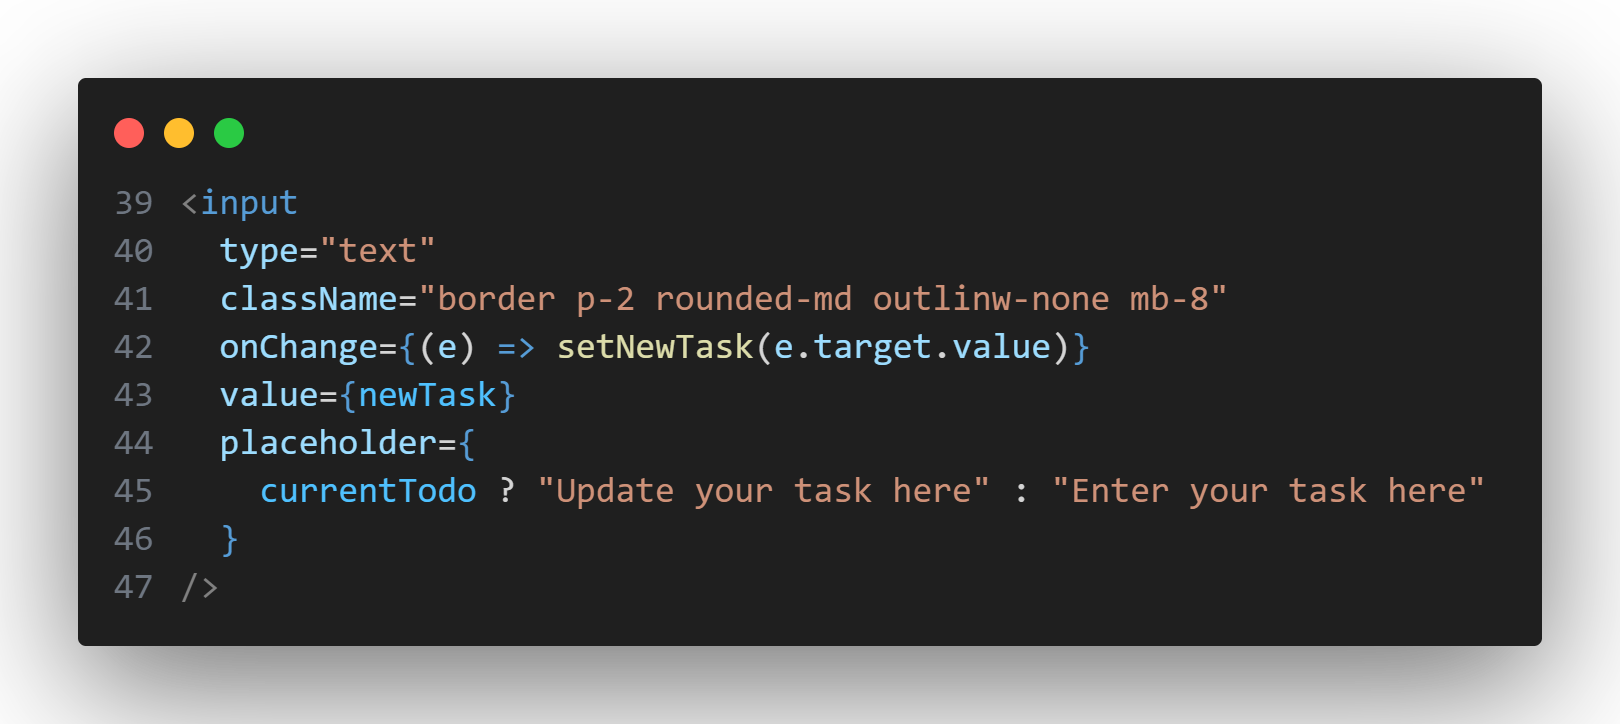 39 <input
40   type="text"
41   className="border p-2 rounded-md outlinw-none mb-8"
42   onChange={(e) => setNewTask(e.target.value)}
43   value={newTask}
44   placeholder={
45     currentTodo ? "Update your task here" : "Enter your task here"
46   }
47 />